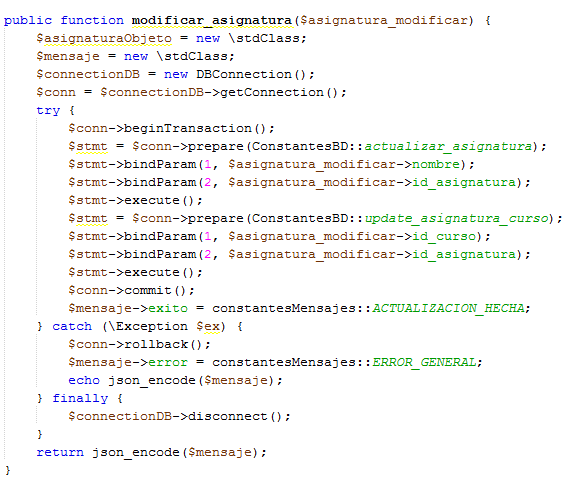 public function modificar_asignatura($asignatura_modificar) {
    $asignaturaObjeto = new \stdClass;
    $mensaje = new \stdClass;
    $connectionDB = new DBConnection();
    $conn = $connectionDB->getConnection();
    try {
        $conn->beginTransaction();
        $stmt = $conn->prepare(ConstantesBD::actualizar_asignatura);
        $stmt->bindParam(1, $asignatura_modificar->nombre);
        $stmt->bindParam(2, $asignatura_modificar->id_asignatura);
        $stmt->execute();
        $stmt = $conn->prepare(ConstantesBD::update_asignatura_curso);
        $stmt->bindParam(1, $asignatura_modificar->id_curso);
        $stmt->bindParam(2, $asignatura_modificar->id_asignatura);
        $stmt->execute();
        $conn->commit();
        $mensaje->exito = constantesMensajes::ACTUALIZACION_HECHA;
    } catch (\Exception $ex) {
        $conn->rollback();
        $mensaje->error = constantesMensajes::ERROR_GENERAL;
        echo json_encode($mensaje);
    } finally {
        $connectionDB->disconnect();
    }
    return json_encode($mensaje);
}